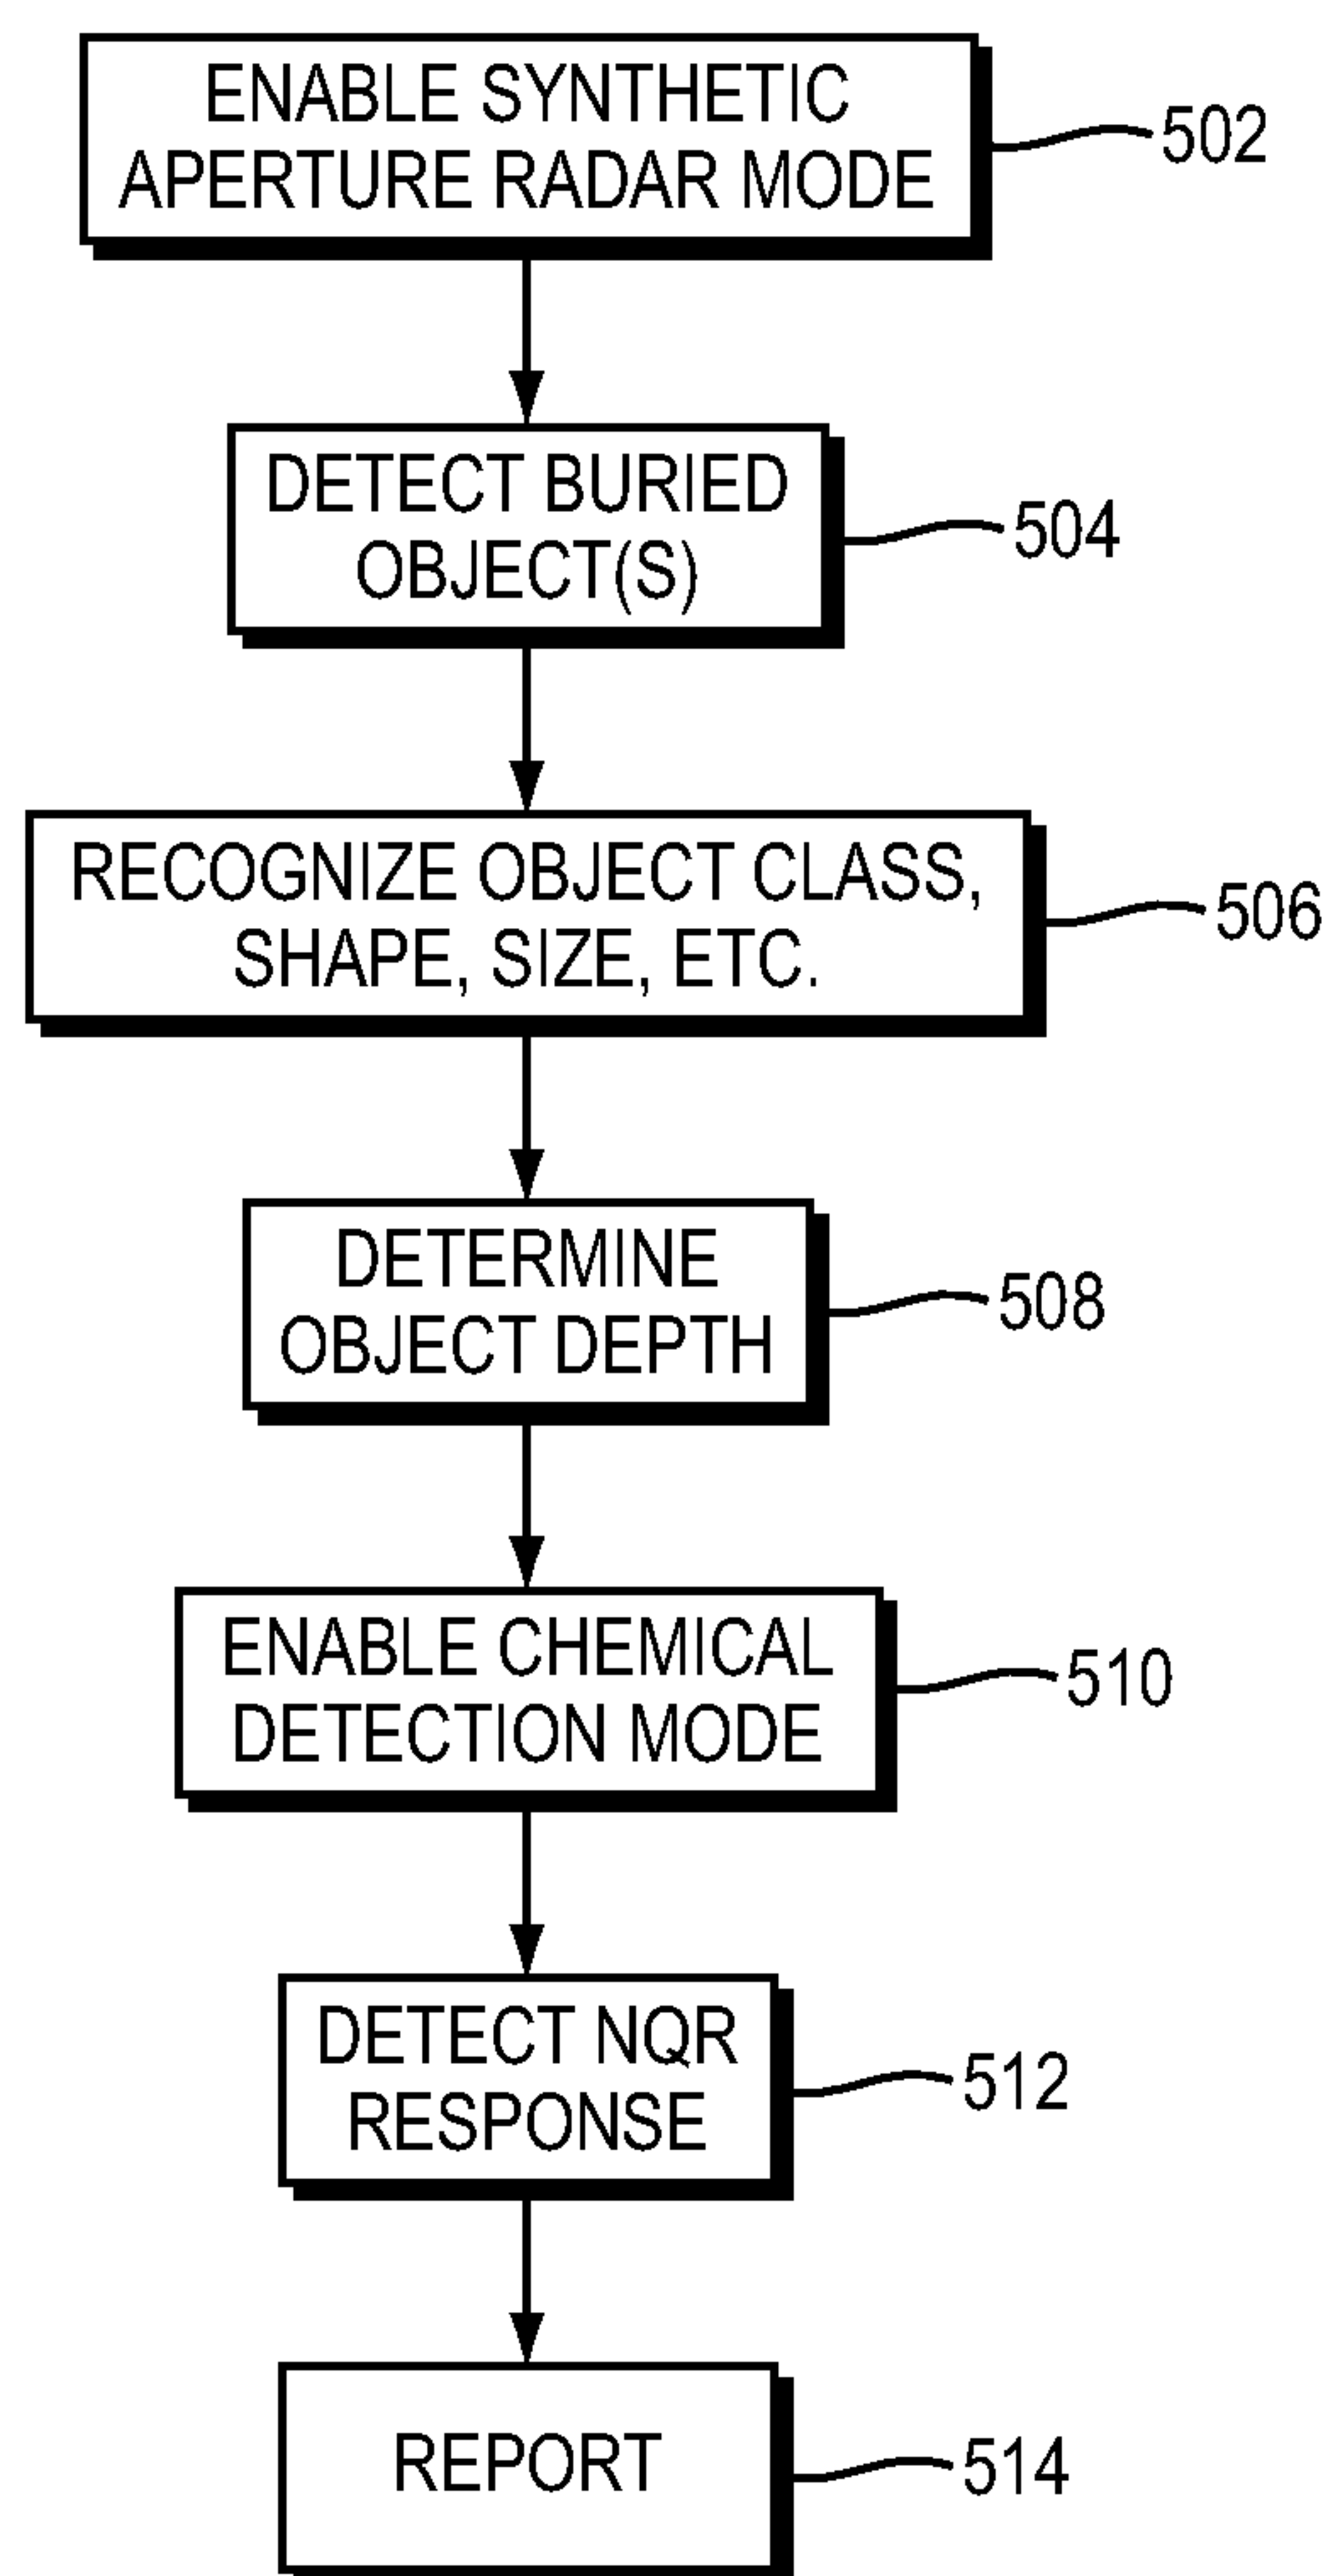 ENABLE SYNTHETIC
APERTURE RADAR MODE
502
DETECT BURIED
OBJECT(S)
504
RECOGNIZE OBJECT CLASS,
SHAPE, SIZE, ETC.
506
DETERMINE
OBJECT DEPTH
508
ENABLE CHEMICAL
DETECTION MODE
510
DETECT NQR
RESPONSE
512
REPORT
514